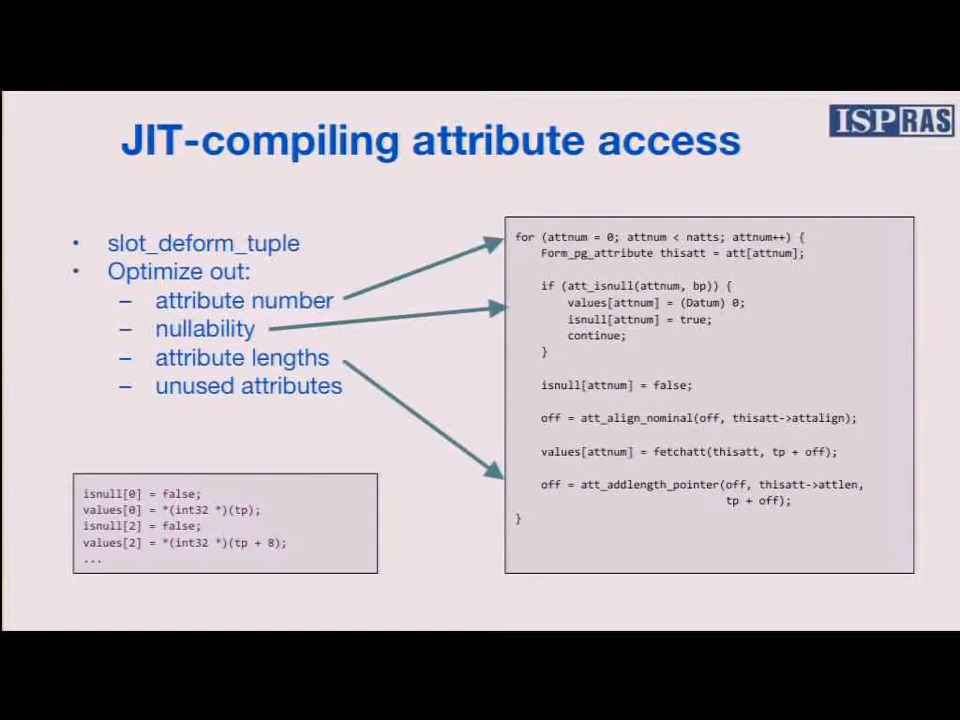 JIT-compiling attribute access
ISPRAS
• slot_deform_tuple
• Optimize out:
– attribute number
– nullability
– attribute lengths
– unused attributes
isnull[0] = false;
values[0] = *(int32 *)(tp);
isnull[2] = false;
values[2] = *(int32 *)(tp + 8);
...
for (attnum = 0; attnum < natts; attnum++) {
Form_pg_attribute thisatt = att[attnum];
if (att_isnull(attnum, bp)) {
values[attnum] = (Datum) 0;
isnull[attnum] = true;
continue;
}
isnull[attnum] = false;
off = att_align_nominal(off, thisatt->attalign);
values[attnum] = fetchatt(thisatt, tp + off);
off = att_addlength_pointer(off, thisatt->attlen,
tp + off);
}